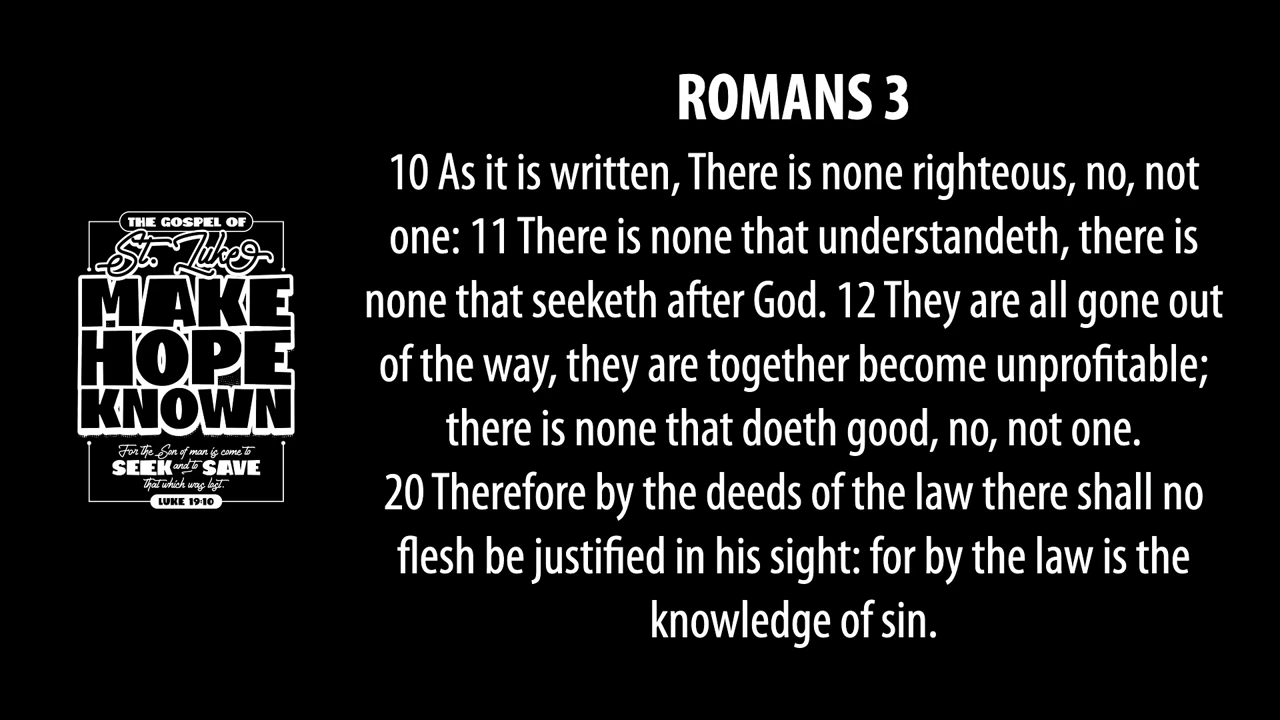 THE GOSPEL OF
St. Luke
MAKE
HOPE
KNOWN
For the Son of man is come to
SEEK and to SAVE
that which was lost.
LUKE 19:10
ROMANS 3
10 As it is written, There is none righteous, no, not
one: 11 There is none that understandeth, there is
none that seeketh after God. 12 They are all gone out
of the way, they are together become unprofitable;
there is none that doeth good, no, not one.
20 Therefore by the deeds of the law there shall no
flesh be justified in his sight: for by the law is the
knowledge of sin.